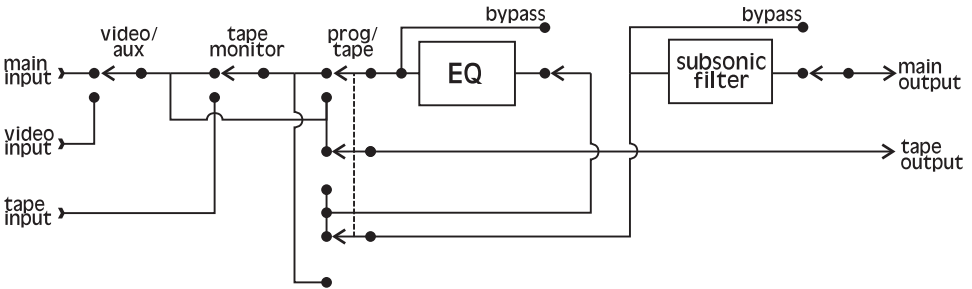 bypass
bypass
video/
aux
tape
monitor
prog/
tape
main
input
EQ
subsonic
filter
main
output
video
input
tape
output
tape
input